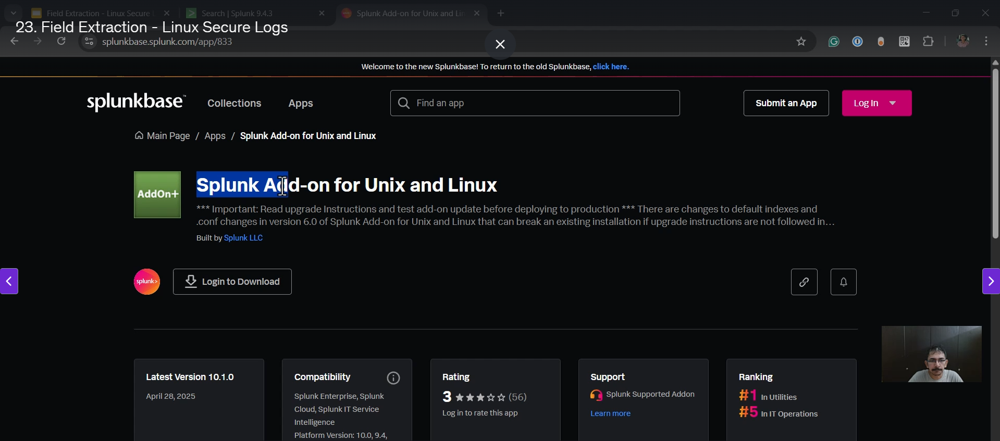 Field Extraction - Linux Secure
Search | Splunk 9.4.3
Splunk Add-on for Unix and Lin
23. Field Extraction - Linux Secure Logs
splunkbase.splunk.com/app/833
Welcome to the new Splunkbase! To return to the old Splunkbase, click here.
splunkbase™
Collections
Apps
Find an app
Submit an App
Log In
Main Page / Apps / Splunk Add-on for Unix and Linux
AddOn+
Splunk Add-on for Unix and Linux
*** Important: Read upgrade Instructions and test add-on update before deploying to production *** There are changes to default indexes and
.conf changes in version 6.0 of Splunk Add-on for Unix and Linux that can break an existing installation if upgrade instructions are not followed in...
Built by Splunk LLC
splunk>
Login to Download
Latest Version 10.1.0
April 28, 2025
Compatibility
Splunk Enterprise, Splunk
Cloud, Splunk IT Service
Intelligence
Platform Version: 10.0, 9.4,
Rating
3 (56)
Log in to rate this app
Support
Splunk Supported Addon
Learn more
Ranking
#1 In Utilities
#5 In IT Operations